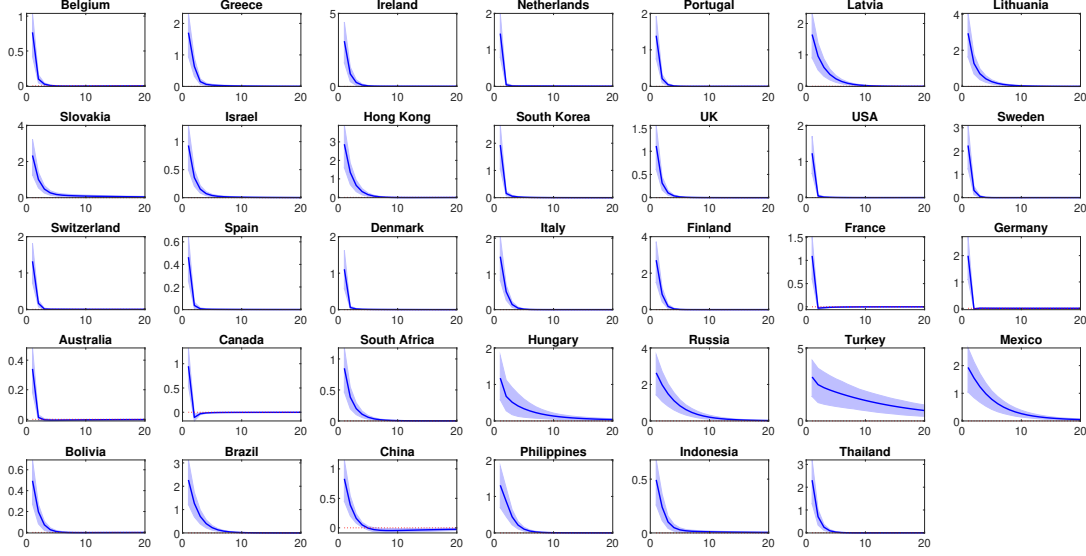 Belgium Greece Ireland Netherlands Portugal Latvia Lithuania
1 2 5 2 2 2 4
0.5 1 1 1 1 2
0 0 0 0 0 0 0
0 10 20 0 10 20 0 10 20 0 10 20 0 10 20 0 10 20 0 10 20
Slovakia Israel Hong Kong South Korea UK USA Sweden
4 1 3 2 1.5 2 3
2 0.5 2 1 1 2
1 0.5 1
0 0 0 0 0 0 0
0 10 20 0 10 20 0 10 20 0 10 20 0 10 20 0 10 20 0 10 20
Switzerland Spain Denmark Italy Finland France Germany
2 0.6 2 2 4 1.5 2
1 0.4 1 1 2 1 1
0.2 0.5
0 0 0 0 0 0 0
0 10 20 0 10 20 0 10 20 0 10 20 0 10 20 0 10 20 0 10 20
Australia Canada South Africa Hungary Russia Turkey Mexico
0.4 1 1 2 4 5 2
0.2 0.5 0.5 1 2 1
0 0 0 0 0 0 0
0 10 20 0 10 20 0 10 20 0 10 20 0 10 20 0 10 20 0 10 20
Bolivia Brazil China Philippines Indonesia Thailand
0.6 3 1 2 0.5 3
0.4 2 0.5 1 2
0.2 1 1
0 0 0 0 0 0
0 10 20 0 10 20 0 10 20 0 10 20 0 10 20 0 10 20